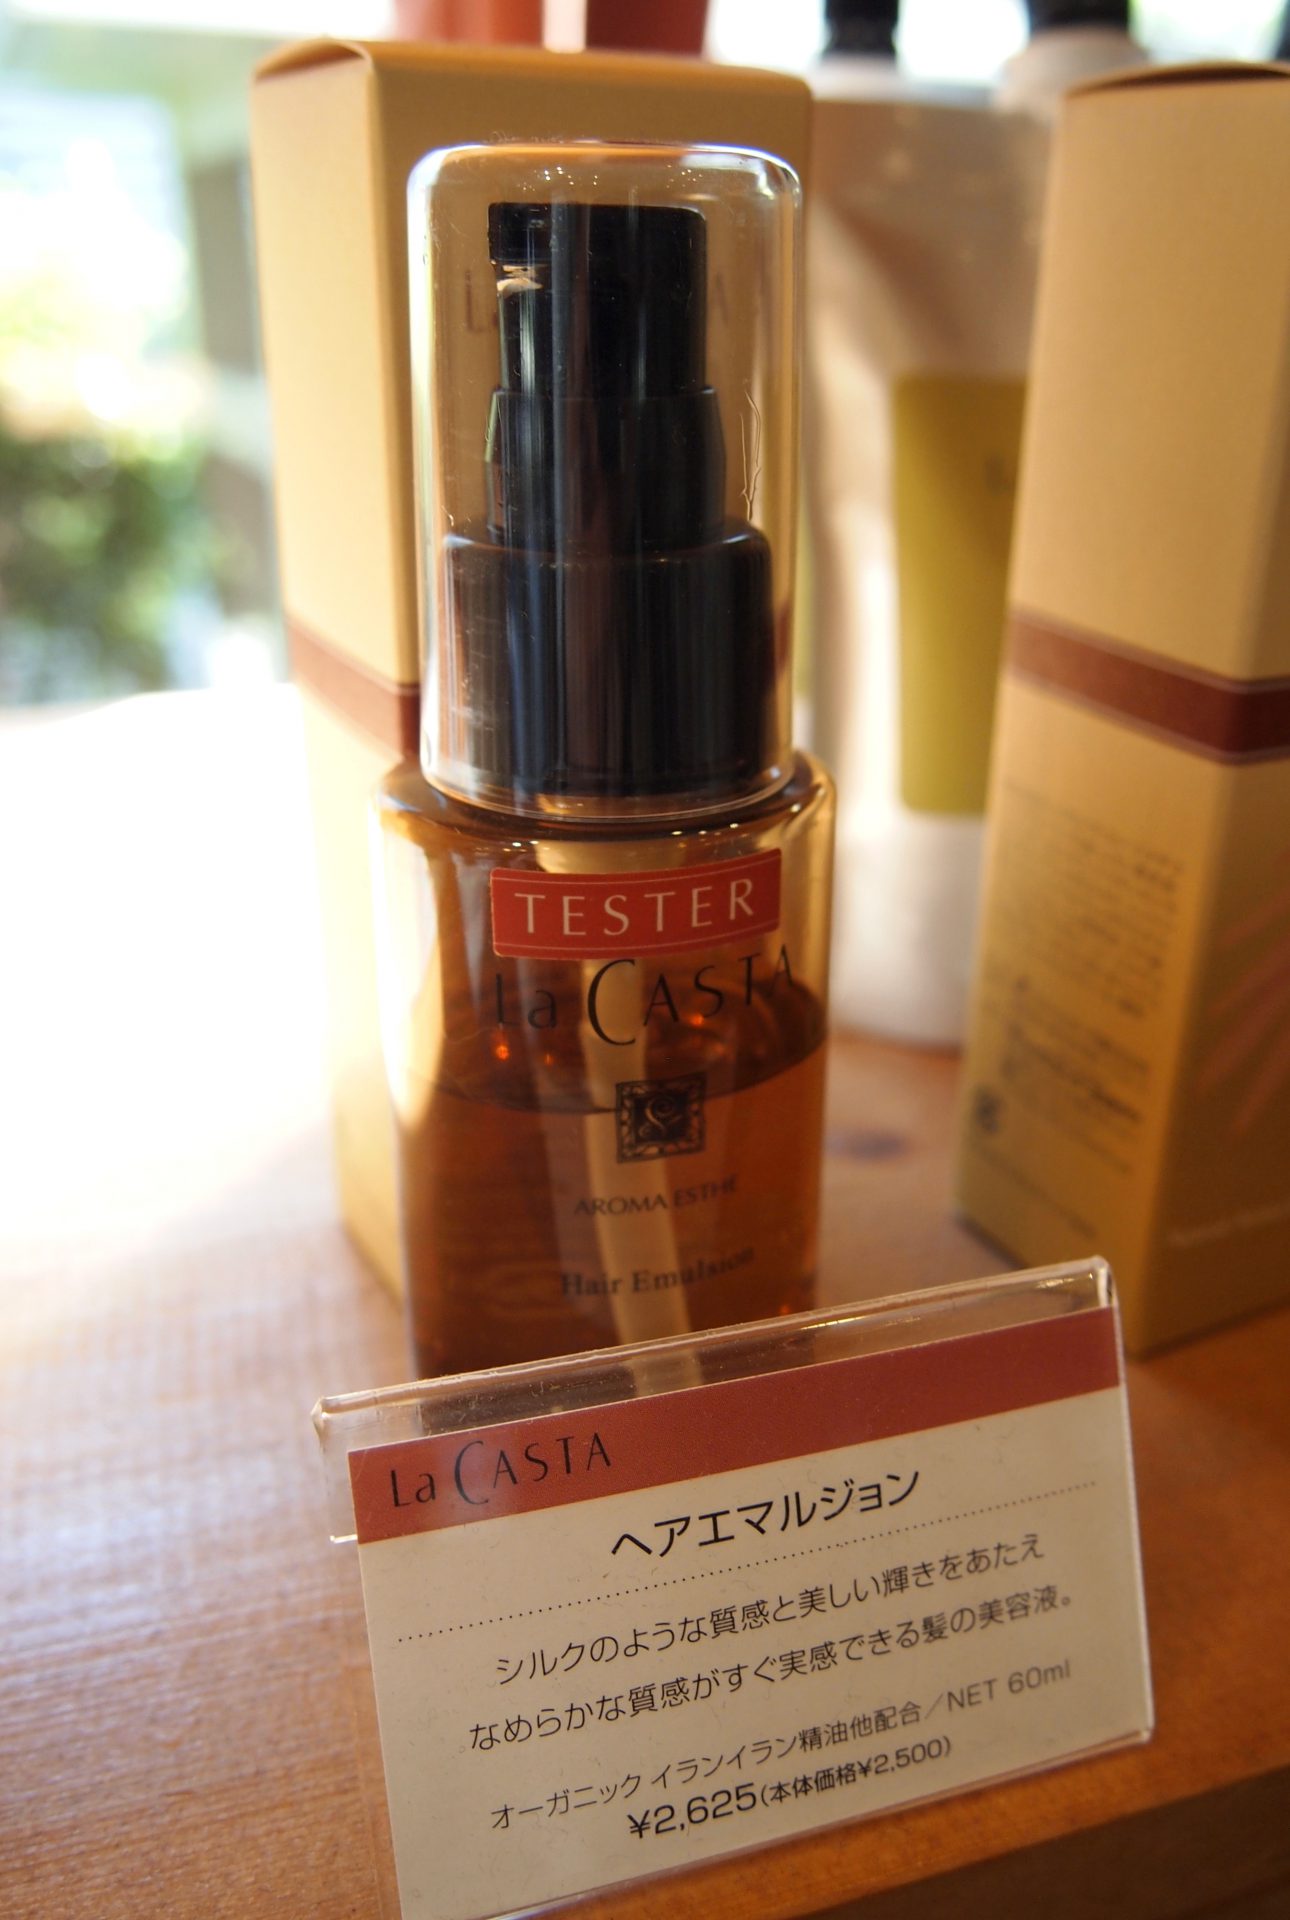 TESTER
La CASTA
AROMA ESTHE
Hair Emulsion
La CASTA
ヘアエマルジョン
シルクのような質感と美しい輝きをあたえ
なめらかな質感がすぐ実感できる髪の美容液。
オーガニック イランイラン精油他配合／NET 60ml
¥2,625(本体価格¥2,500)